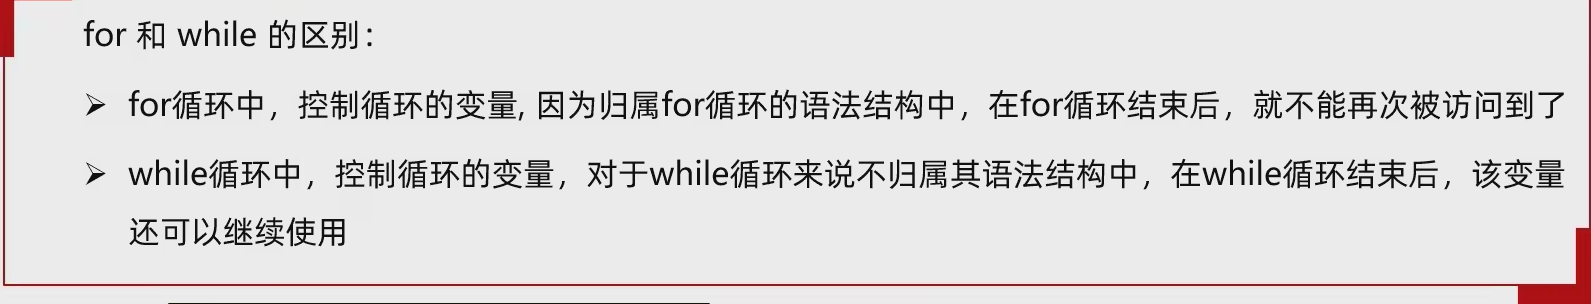 for 和 while 的区别：
➢ for循环中，控制循环的变量, 因为归属for循环的语法结构中，在for循环结束后，就不能再次被访问到了
➢ while循环中，控制循环的变量，对于while循环来说不归属其语法结构中，在while循环结束后，该变量
还可以继续使用